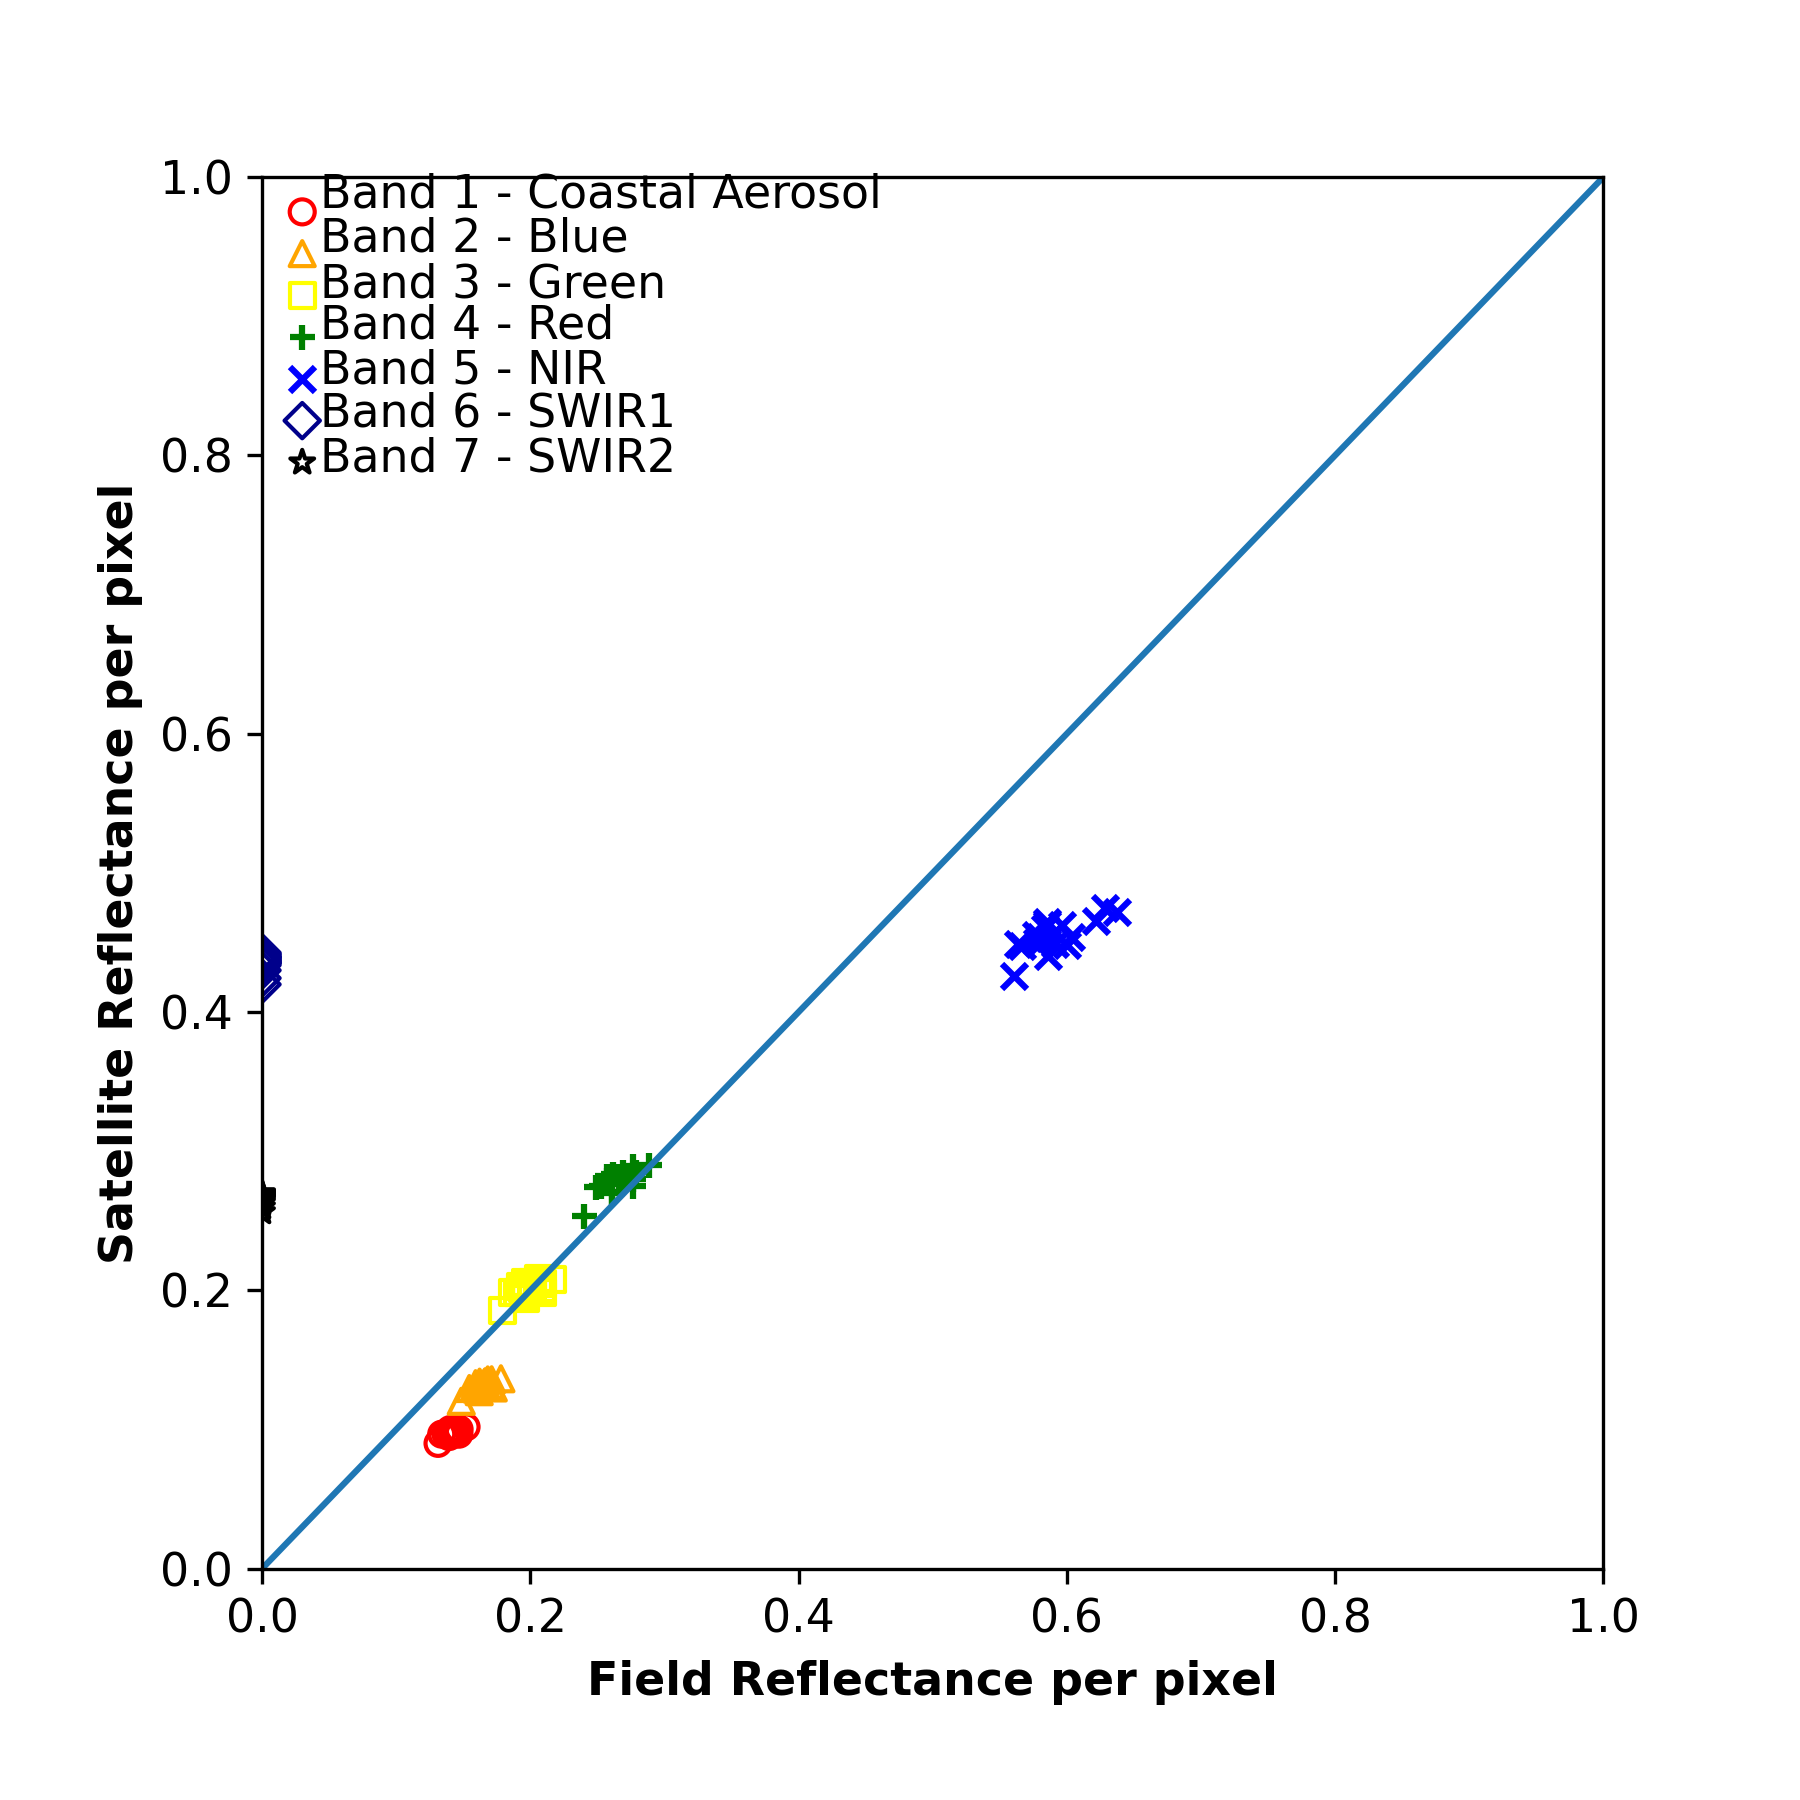 1.0
0.8
0.6
0.4
0.2
0.0
Band 1 - Coastal Aerosol
Band 2 - Blue
Band 3 - Green
Band 4 - Red
Band 5 - NIR
Band 6 - SWIR1
Band 7 - SWIR2
Satellite Reflectance per pixel
0.0 0.2 0.4 0.6 0.8 1.0
Field Reflectance per pixel